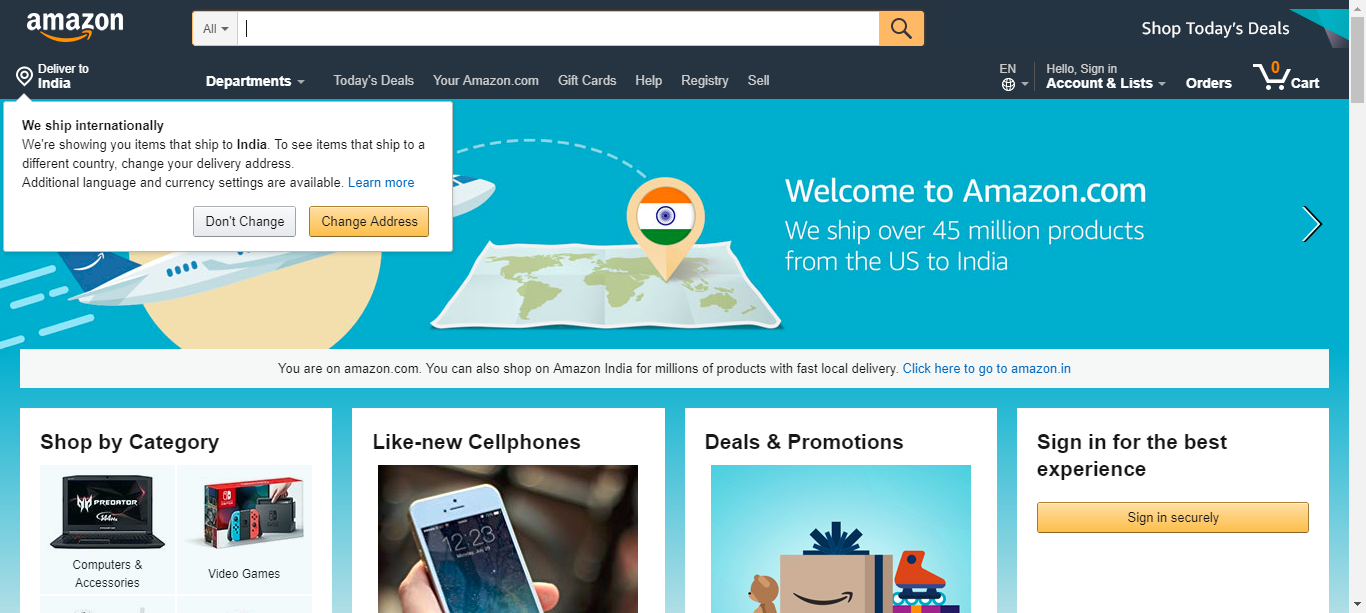 amazon
All
Shop Today's Deals
Deliver to
India
Departments
Today's Deals
Your Amazon.com
Gift Cards
Help
Registry
Sell
EN
Hello, Sign in
Account & Lists
Orders
0
Cart
We ship internationally
We're showing you items that ship to India. To see items that ship to a
different country, change your delivery address.
Additional language and currency settings are available. Learn more
Don't Change
Change Address
Welcome to Amazon.com
We ship over 45 million products
from the US to India
You are on amazon.com. You can also shop on Amazon India for millions of products with fast local delivery. Click here to go to amazon.in
Shop by Category
PREDATOR
Computers &
Accessories
Video Games
Like-new Cellphones
12:23
Deals & Promotions
Sign in for the best
experience
Sign in securely